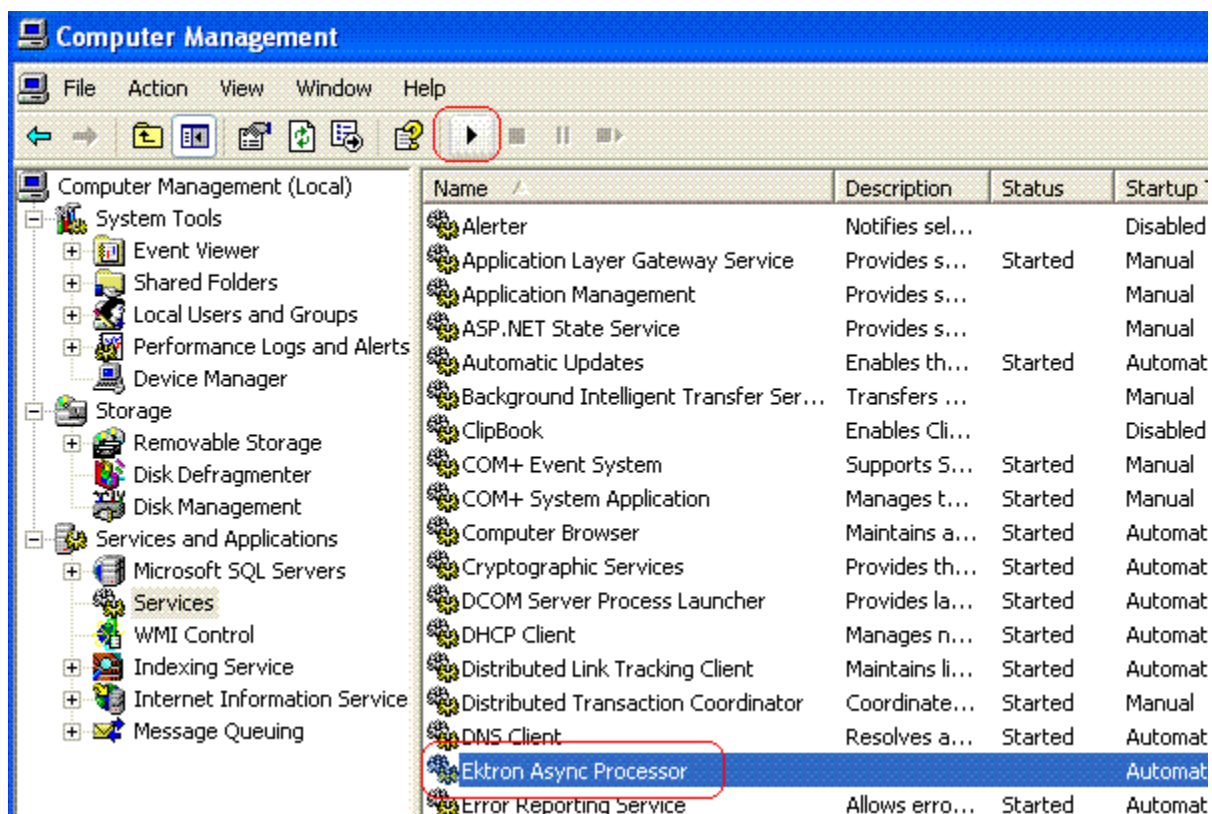 Computer Management
File Action View Window Help
Computer Management (Local)
System Tools
Event Viewer
Shared Folders
Local Users and Groups
Performance Logs and Alerts
Device Manager
Storage
Removable Storage
Disk Defragmenter
Disk Management
Services and Applications
Microsoft SQL Servers
Services
WMI Control
Indexing Service
Internet Information Service
Message Queuing
Name Description Status Startup T
Alerter Notifies sel... Disabled
Application Layer Gateway Service Provides s... Started Manual
Application Management Provides s... Manual
ASP.NET State Service Provides s... Manual
Automatic Updates Enables th... Started Automat
Background Intelligent Transfer Ser... Transfers ... Manual
ClipBook Enables Cli... Disabled
COM+ Event System Supports S... Started Manual
COM+ System Application Manages t... Started Manual
Computer Browser Maintains a... Started Automat
Cryptographic Services Provides th... Started Automat
DCOM Server Process Launcher Provides la... Started Automat
DHCP Client Manages n... Started Automat
Distributed Link Tracking Client Maintains li... Started Automat
Distributed Transaction Coordinator Coordinate... Started Manual
DNS Client Resolves a... Started Automat
Ektron Async Processor Automat
Error Reporting Service Allows erro... Started Automat